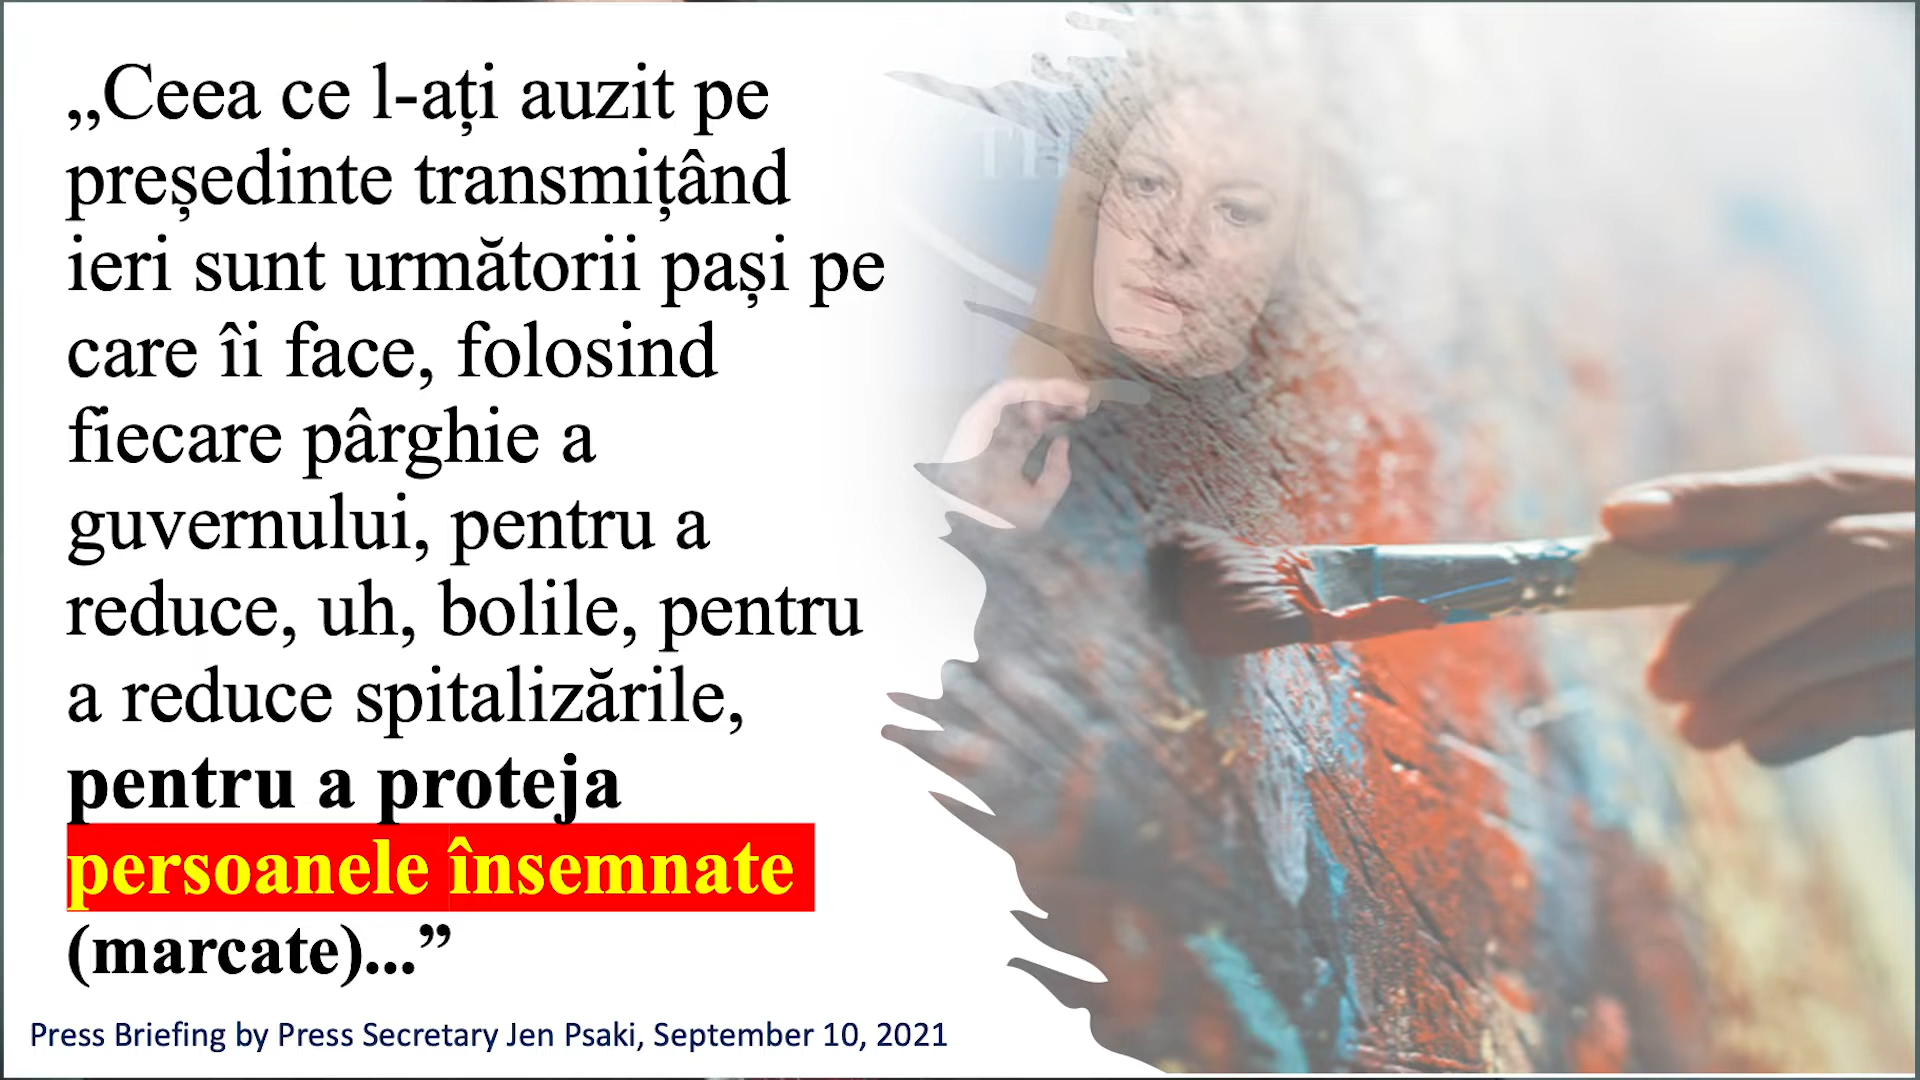 „Ceea ce l-ați auzit pe
președinte transmițând
ieri sunt următorii pași pe
care îi face, folosind
fiecare pârghie a
guvernului, pentru a
reduce, uh, bolile, pentru
a reduce spitalizările,
pentru a proteja
persoanele însemnate
(marcate)...”
Press Briefing by Press Secretary Jen Psaki, September 10, 2021